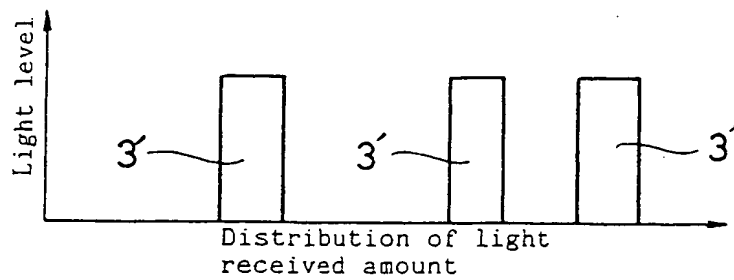 Light level
3′
3′
3′
Distribution of light
received amount